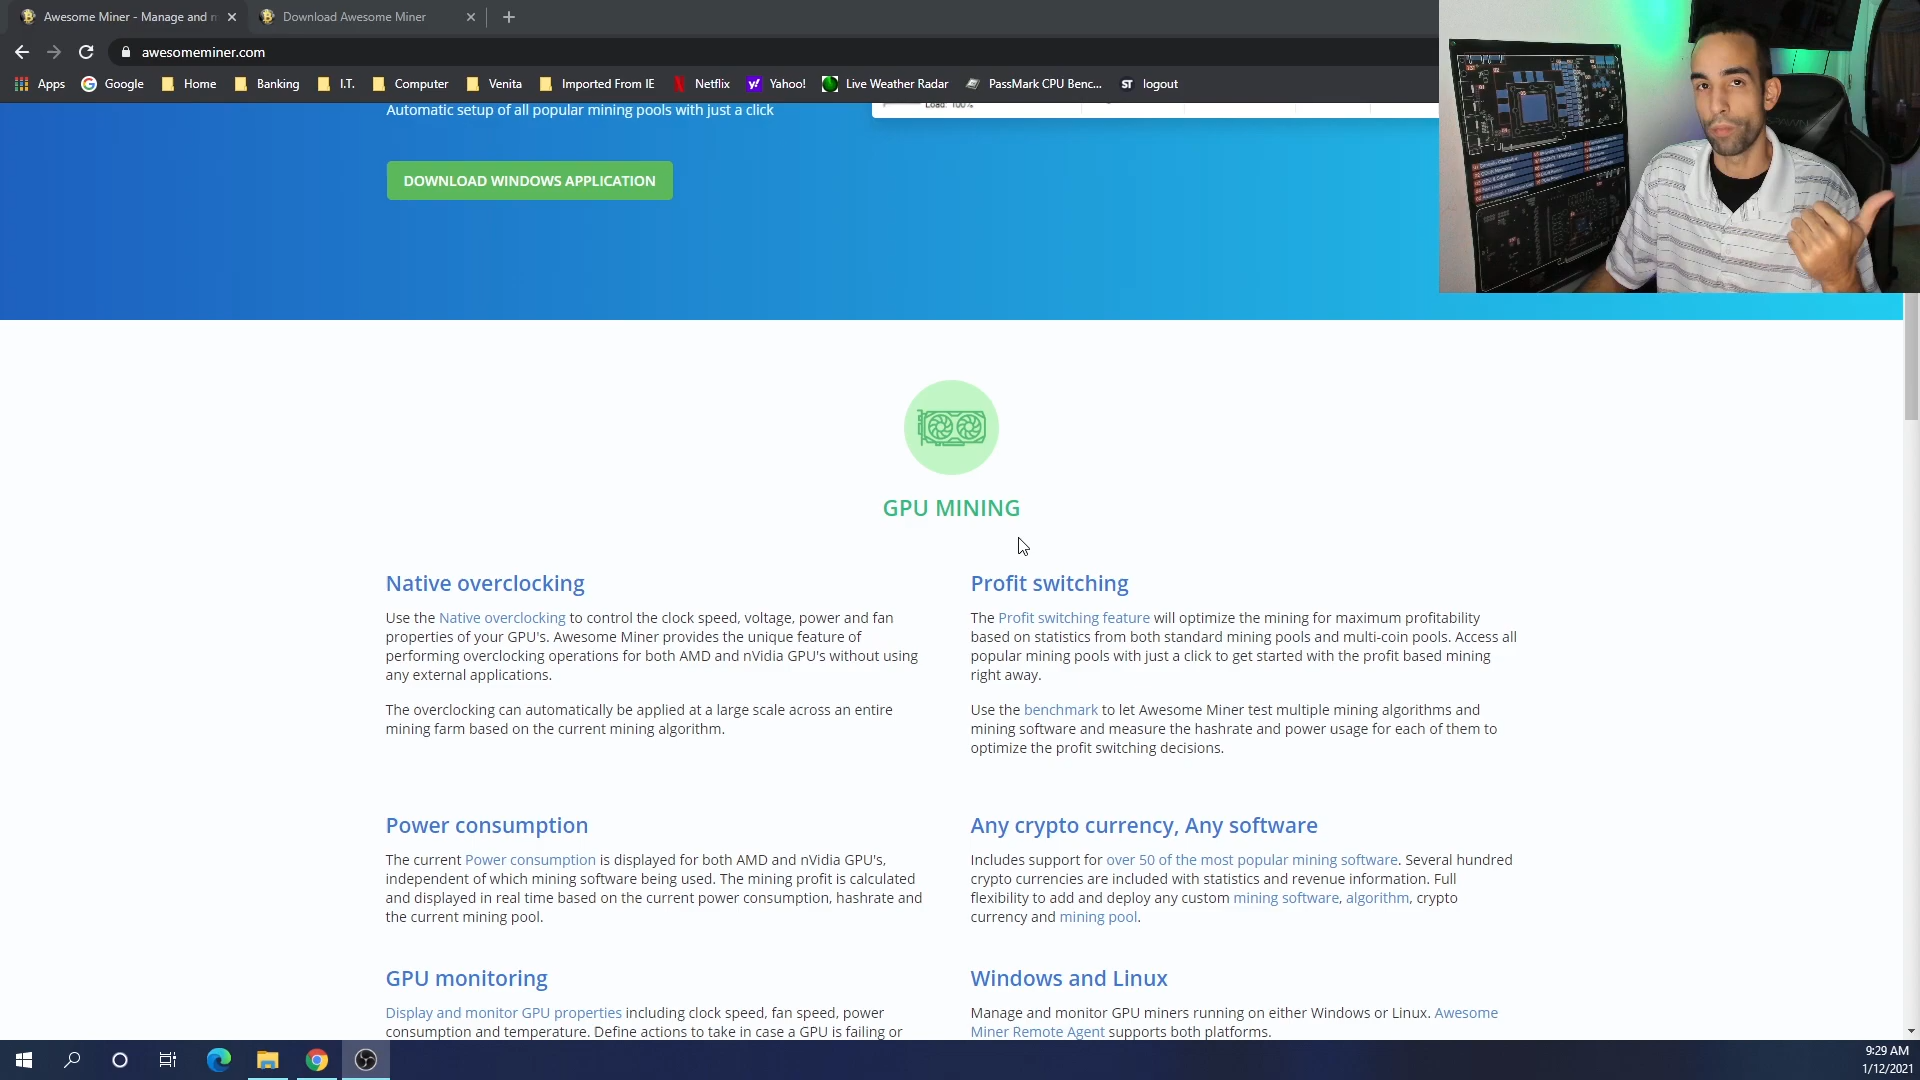 Awesome Miner - Manage and m
Download Awesome Miner
awesomeminer.com
Apps
Google
Home
Banking
I.T.
Computer
Venita
Imported From IE
Netflix
Yahoo!
Live Weather Radar
PassMark CPU Benc...
ST
logout
Automatic setup of all popular mining pools with just a click
Load: 100%
DOWNLOAD WINDOWS APPLICATION
GPU MINING
Native overclocking
Use the Native overclocking to control the clock speed, voltage, power and fan
properties of your GPU's. Awesome Miner provides the unique feature of
performing overclocking operations for both AMD and nVidia GPU's without using
any external applications.
The overclocking can automatically be applied at a large scale across an entire
mining farm based on the current mining algorithm.
Profit switching
The Profit switching feature will optimize the mining for maximum profitability
based on statistics from both standard mining pools and multi-coin pools. Access all
popular mining pools with just a click to get started with the profit based mining
right away.
Use the benchmark to let Awesome Miner test multiple mining algorithms and
mining software and measure the hashrate and power usage for each of them to
optimize the profit switching decisions.
Power consumption
The current Power consumption is displayed for both AMD and nVidia GPU's,
independent of which mining software being used. The mining profit is calculated
and displayed in real time based on the current power consumption, hashrate and
the current mining pool.
Any crypto currency, Any software
Includes support for over 50 of the most popular mining software. Several hundred
crypto currencies are included with statistics and revenue information. Full
flexibility to add and deploy any custom mining software, algorithm, crypto
currency and mining pool.
GPU monitoring
Display and monitor GPU properties including clock speed, fan speed, power
consumption and temperature. Define actions to take in case a GPU is failing or
Windows and Linux
Manage and monitor GPU miners running on either Windows or Linux. Awesome
Miner Remote Agent supports both platforms.
9:29 AM
1/12/2021